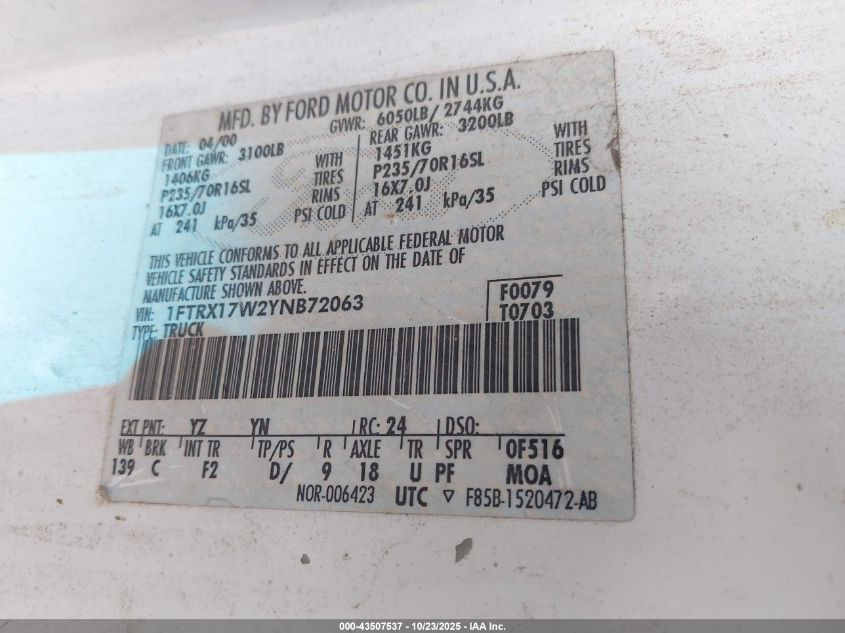 MFD. BY FORD MOTOR CO. IN U.S.A.
DATE: 04/00 GVWR: 6050LB/ 2744KG
FRONT GAWR: 3100LB REAR GAWR: 3200LB
1406KG WITH 1451KG WITH
P235/70R16SL TIRES P235/70R16SL TIRES
16X7.0J RIMS 16X7.0J RIMS
AT 241 kPa/35 PSI COLD AT 241 kPa/35 PSI COLD
THIS VEHICLE CONFORMS TO ALL APPLICABLE FEDERAL MOTOR
VEHICLE SAFETY STANDARDS IN EFFECT ON THE DATE OF
MANUFACTURE SHOWN ABOVE.
VIN: 1FTRX17W2YNB72063 F0079
TYPE: TRUCK T0703
EXT PNT: YZ YN RC: 24 DSO:
WB BRK INT TR TP/PS R AXLE TR SPR 0F516
139 C F2 D/ 9 18 U PF MOA
NOR-006423 UTC ▽ F85B-1520472-AB
000-43507537 - 10/23/2025 - IAA Inc.